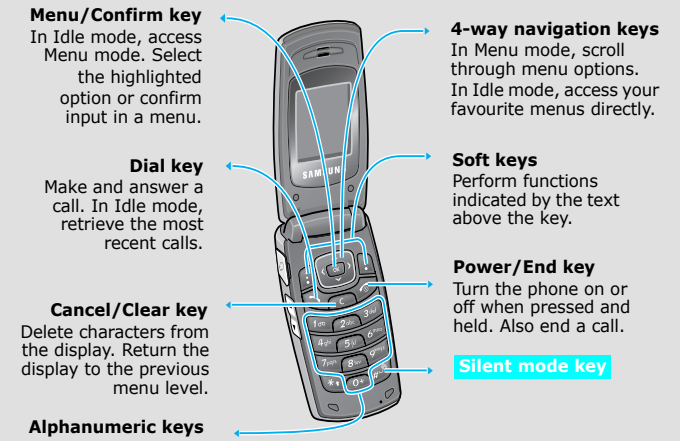 Menu/Confirm key
In Idle mode, access
Menu mode. Select
the highlighted
option or confirm
input in a menu.
Dial key
Make and answer a
call. In Idle mode,
retrieve the most
recent calls.
Cancel/Clear key
Delete characters from
the display. Return the
display to the previous
menu level.
Alphanumeric keys
4-way navigation keys
In Menu mode, scroll
through menu options.
In Idle mode, access your
favourite menus directly.
Soft keys
Perform functions
indicated by the text
above the key.
Power/End key
Turn the phone on or
off when pressed and
held. Also end a call.
Silent mode key
C